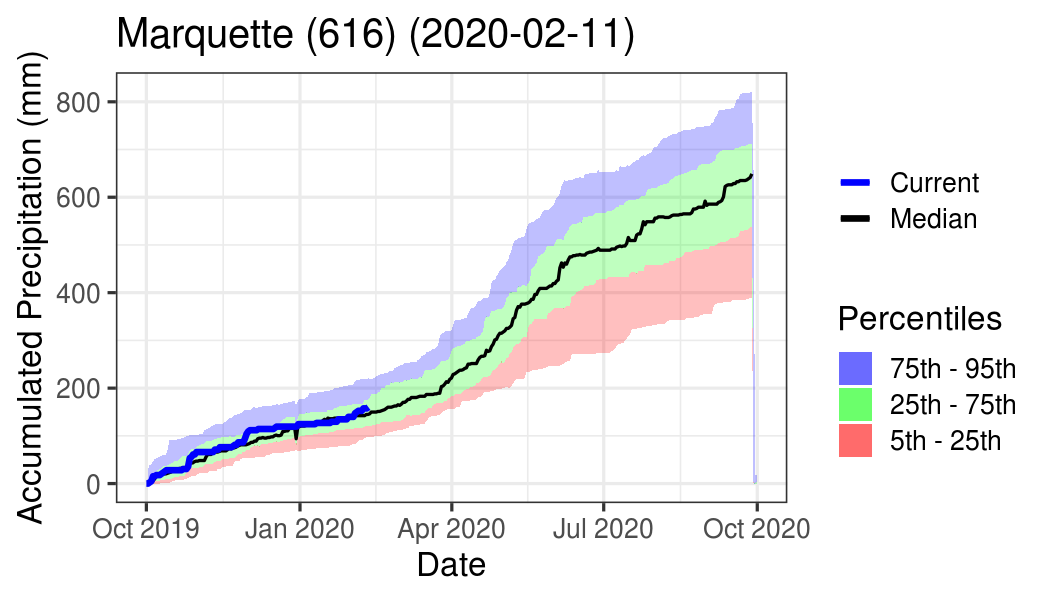 Marquette (616) (2020-02-11)
Accumulated Precipitation (mm)
800
600
400
200
0
Oct 2019
Jan 2020
Apr 2020
Jul 2020
Oct 2020
Date
Current
Median
Percentiles
75th - 95th
25th - 75th
5th - 25th